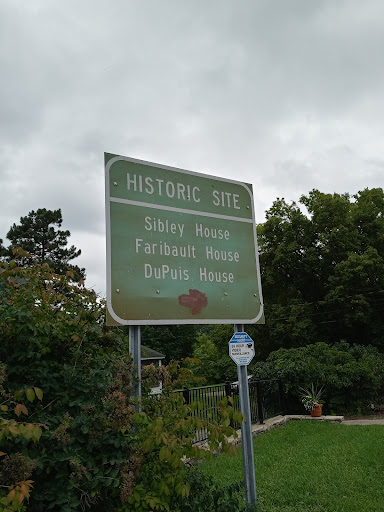 HISTORIC SITE
Sibley House
Faribault House
DuPuis House